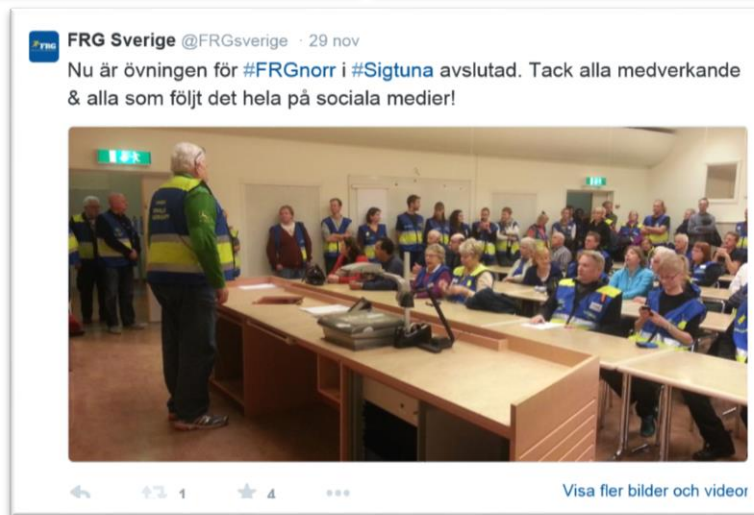 FRG
FRG Sverige @FRGsverige · 29 nov
Nu är övningen för #FRGnorr i #Sigtuna avslutad. Tack alla medverkande
& alla som följt det hela på sociala medier!
1 4
Visa fler bilder och videor